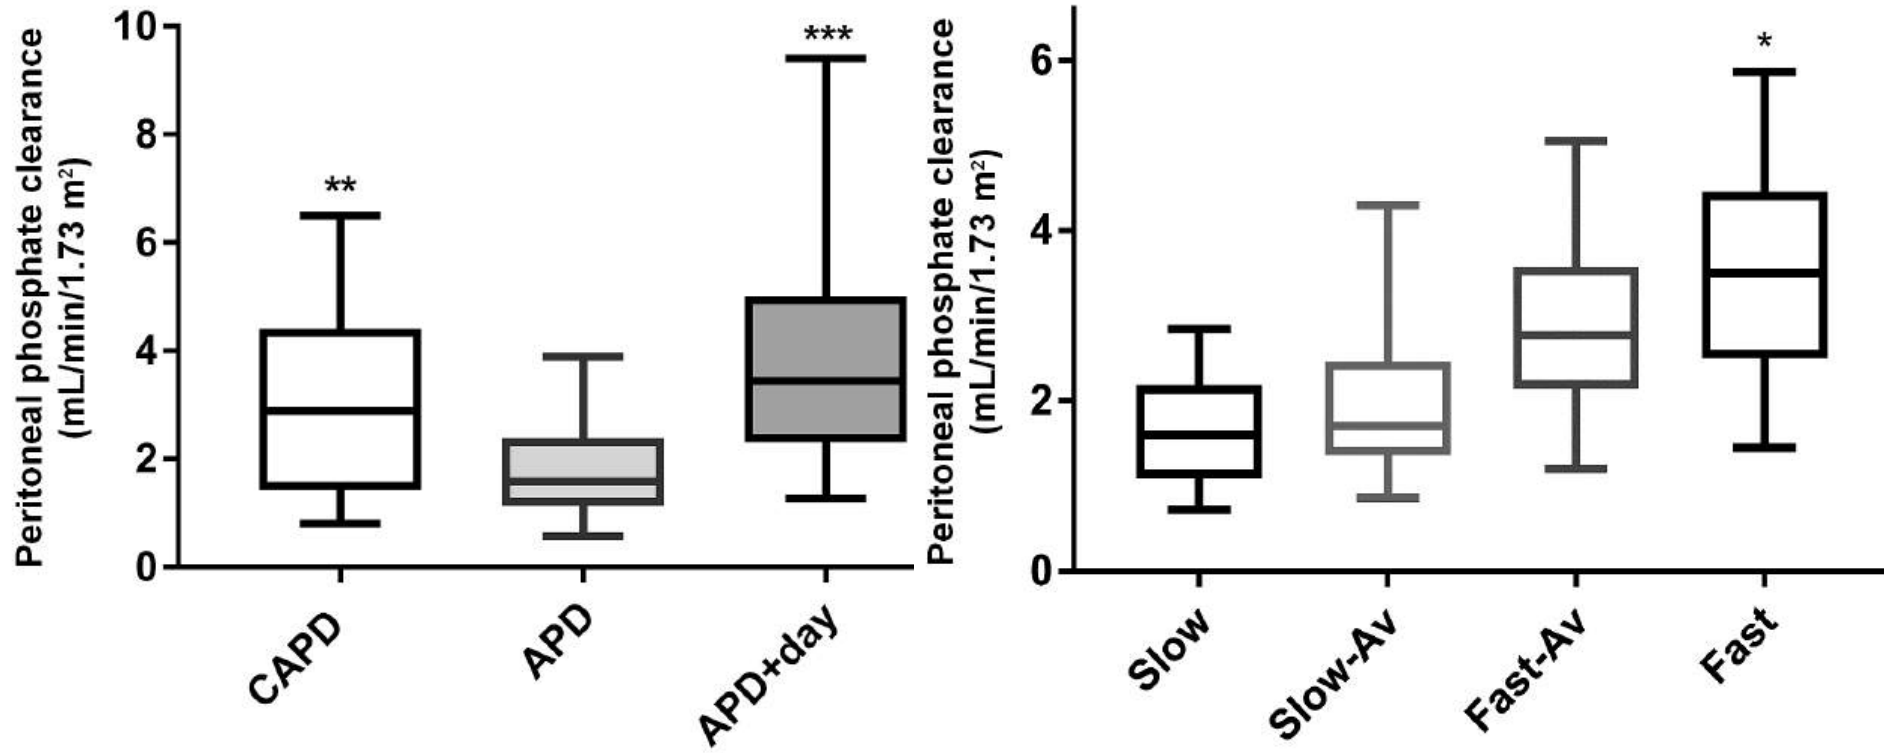 Peritoneal phosphate clearance
(mL/min/1.73 m²)
10
8
6
4
2
0
**
***
CAPD
APD
APD+day
Peritoneal phosphate clearance
(mL/min/1.73 m²)
6
4
2
0
*
Slow
Slow-Av
Fast-Av
Fast